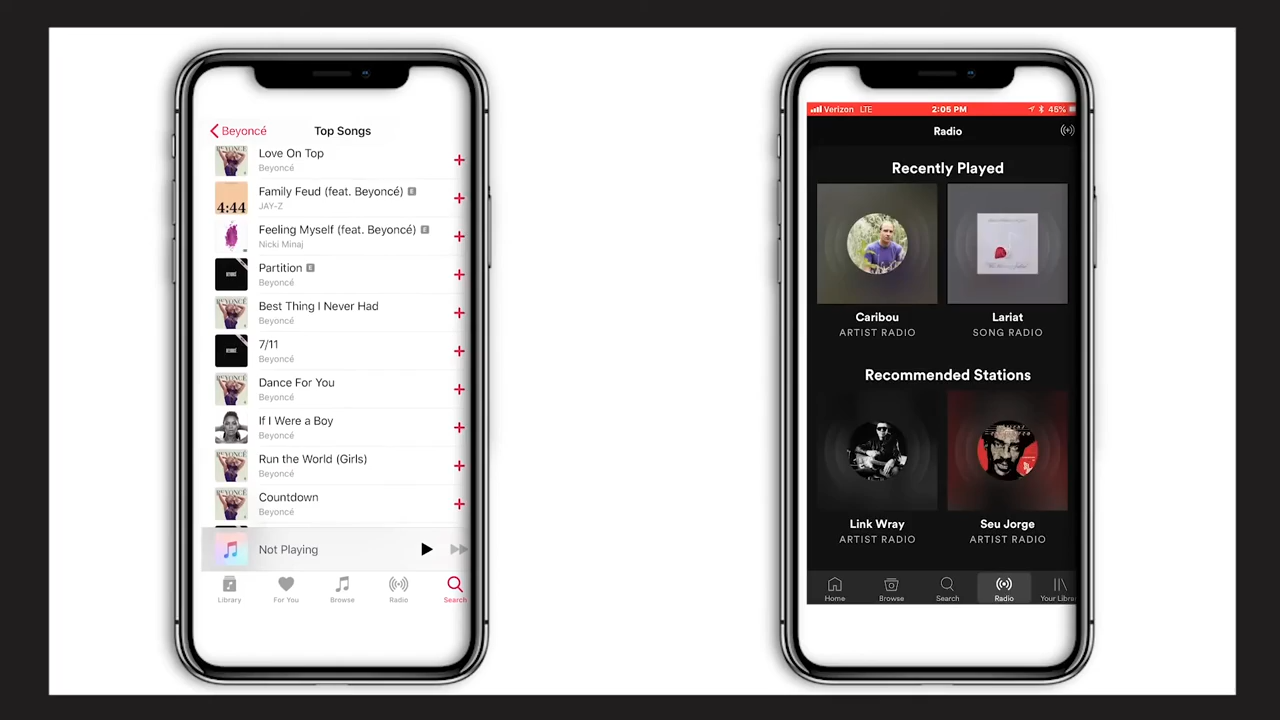 Beyoncé
Top Songs
Love On Top
Beyoncé
Family Feud (feat. Beyoncé) E
JAY-Z
4:44
Feeling Myself (feat. Beyoncé) E
Nicki Minaj
Partition E
Beyoncé
Best Thing I Never Had
Beyoncé
7/11
Beyoncé
Dance For You
Beyoncé
If I Were a Boy
Beyoncé
Run the World (Girls)
Beyoncé
Countdown
Beyoncé
Not Playing
Library
For You
Browse
Radio
Search
Verizon LTE
2:05 PM
45%
Radio
Recently Played
Caribou
ARTIST RADIO
Lariat
SONG RADIO
Recommended Stations
Link Wray
ARTIST RADIO
Seu Jorge
ARTIST RADIO
Home
Browse
Search
Radio
Your Libra